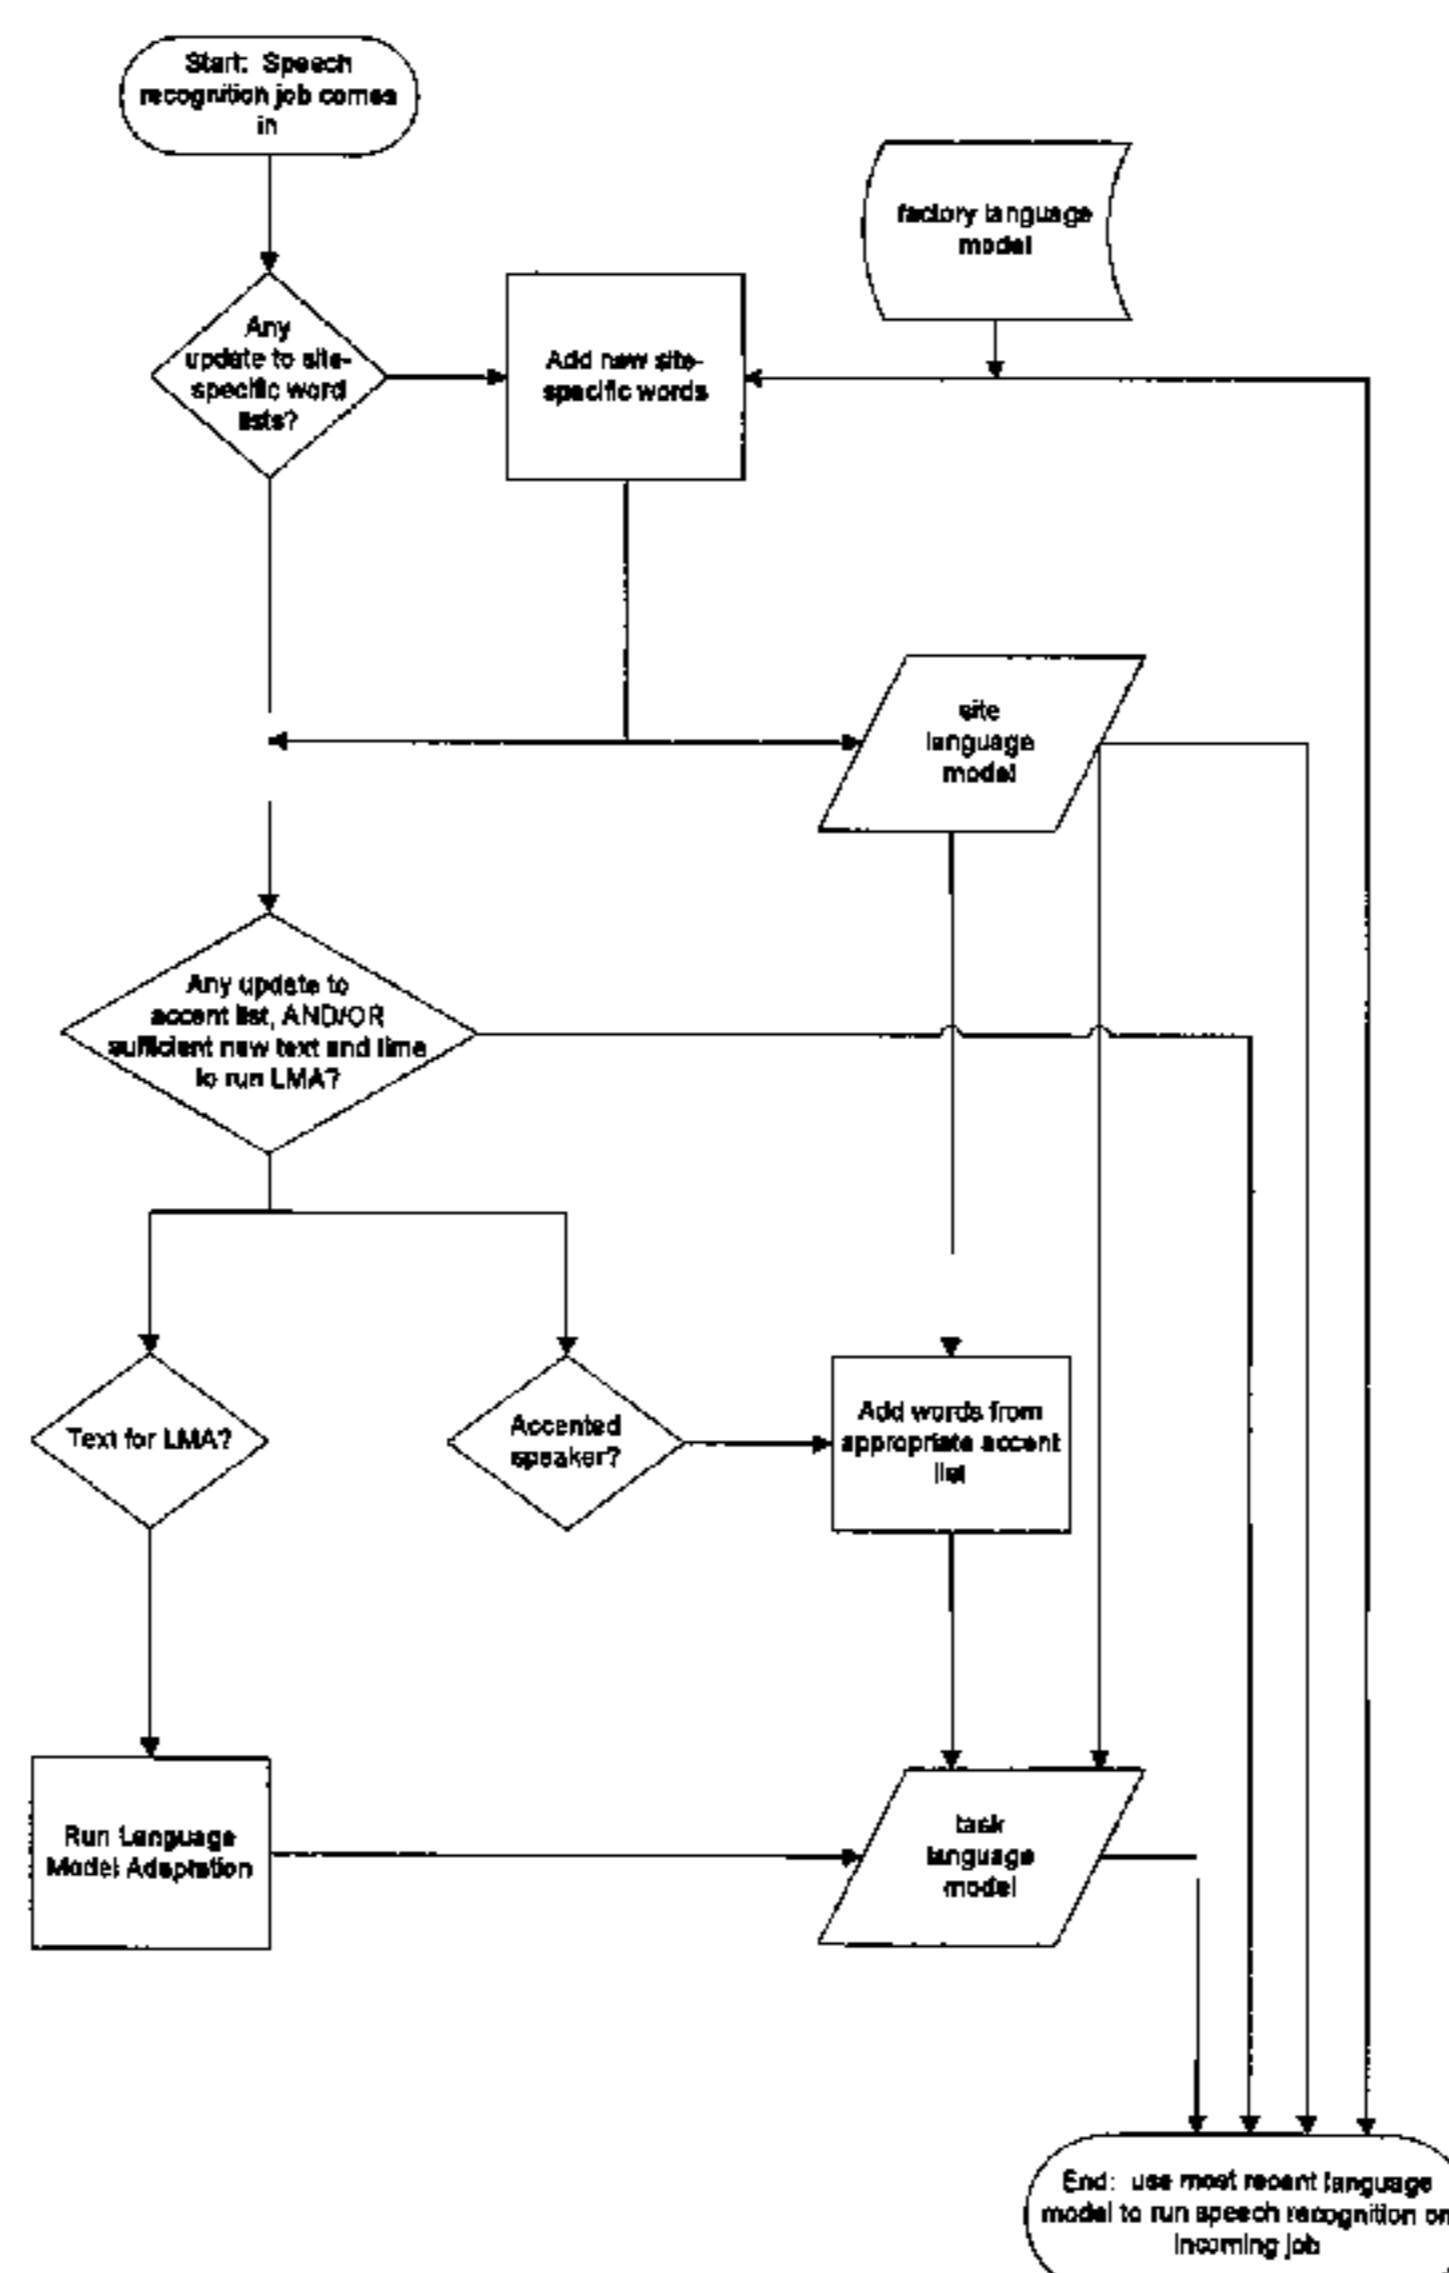 Start: Speech
recognition job comes
in
factory language
model
Any
update to site-
specific word
lists?
Add new site-
specific words
site
language
model
Any update to
accent list, AND/OR
sufficient new text and time
to run LMA?
Text for LMA?
Accented
speaker?
Add words from
appropriate accent
list
Run Language
Model Adaptation
task
language
model
End: use most recent language
model to run speech recognition on
incoming job